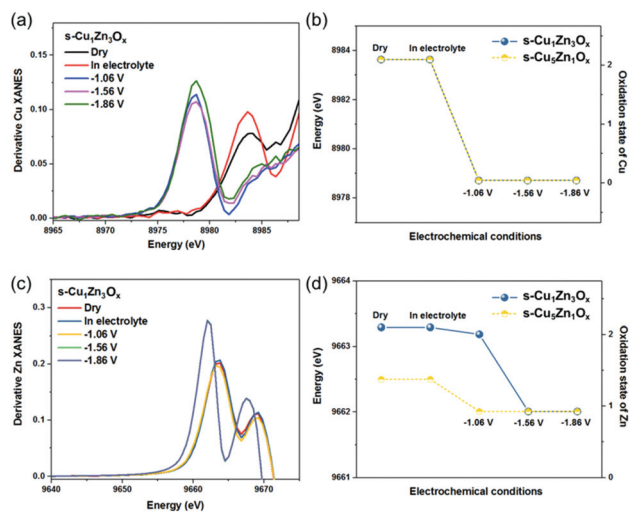 (a)
s-Cu₁Zn₃Oₓ
Dry
In electrolyte
-1.06 V
-1.56 V
-1.86 V
Derivative Cu XANES
0.15
0.10
0.05
0.00
8965 8970 8975 8980 8985
Energy (eV)
(b)
s-Cu₁Zn₃Oₓ
s-Cu₅Zn₁Oₓ
Dry
In electrolyte
-1.06 V -1.56 V -1.86 V
Energy (eV)
8984
8982
8980
8978
Oxidation state of Cu
2
1
0
Electrochemical conditions
(c)
s-Cu₁Zn₃Oₓ
Dry
In electrolyte
-1.06 V
-1.56 V
-1.86 V
Derivative Zn XANES
0.3
0.2
0.1
0.0
9640 9650 9660 9670
Energy (eV)
(d)
s-Cu₁Zn₃Oₓ
s-Cu₅Zn₁Oₓ
Dry
In electrolyte
-1.06 V
-1.56 V -1.86 V
Energy (eV)
9664
9663
9662
9661
Oxidation state of Zn
2
1
0
Electrochemical conditions